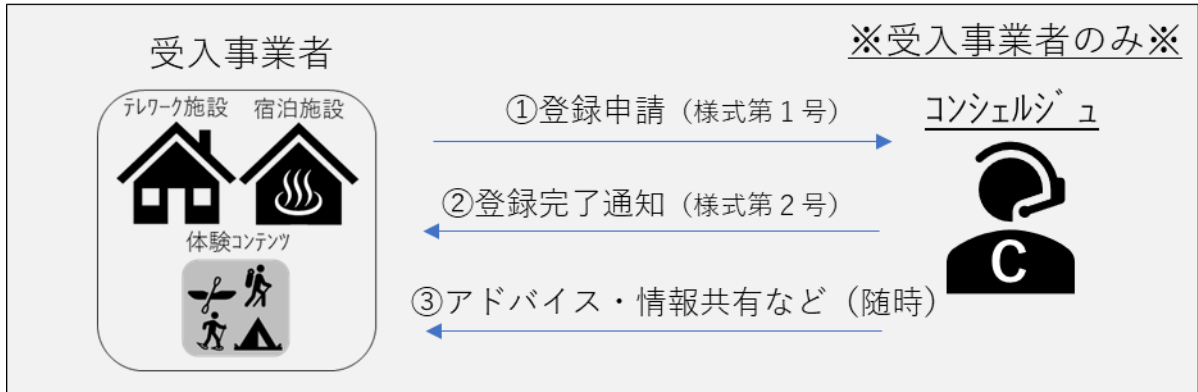 受入事業者
※受入事業者のみ※
ﾃﾚﾜｰｸ施設 宿泊施設
体験ｺﾝﾃﾝﾂ
①登録申請（様式第１号）
②登録完了通知（様式第２号）
③アドバイス・情報共有など（随時）
ｺﾝｼｪﾙｼﾞｭ
C